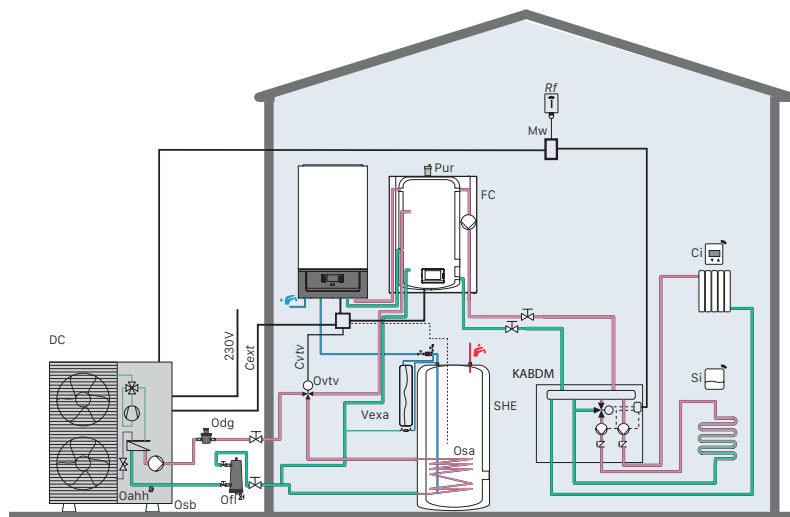 Rf
Mw
Pur
FC
Ci
DC
230V
Cext
Cvtv
Ovtv
KABDM
Si
Vexa
SHE
Odg
Osa
Oahh
Osb
Ofl